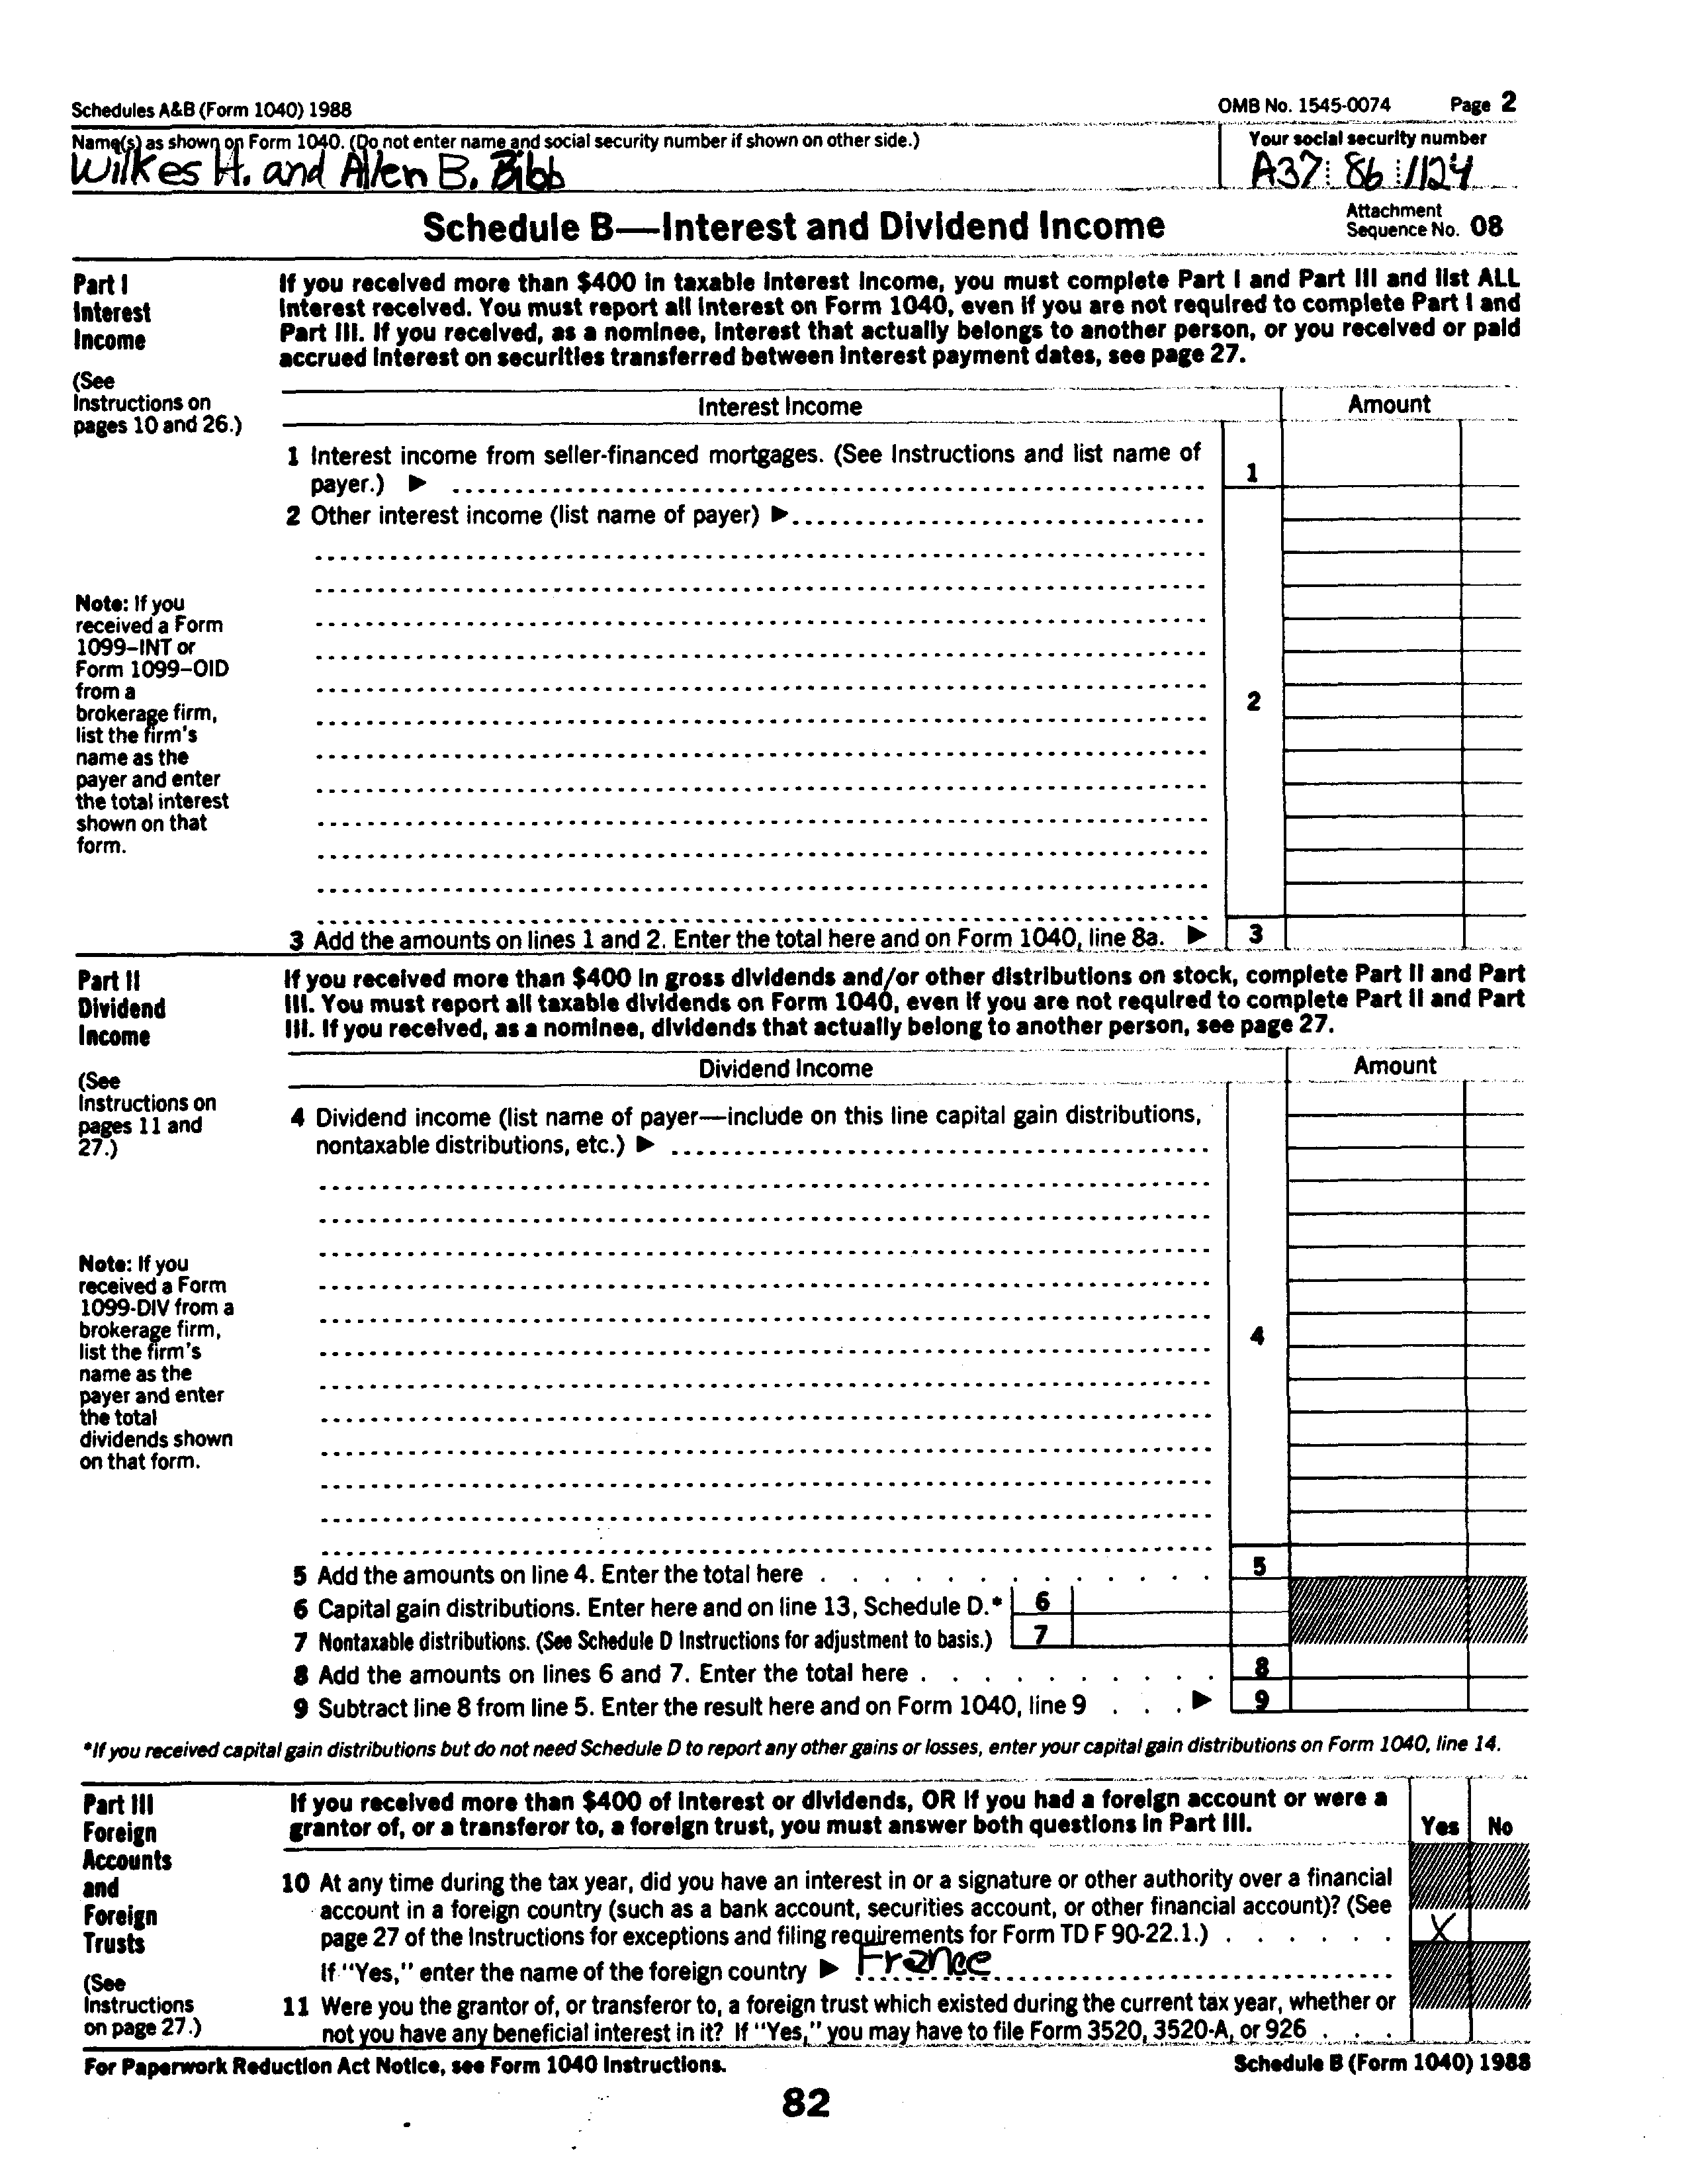 Schedules A&B (Form 1040) 1988 OMB No. 1545-0074 Page 2
Name(s) as shown on Form 1040. (Do not enter name and social security number if shown on other side.) Your social security number
Wilkes H. and Allen B. Bibb A37 86 1124
Schedule B—Interest and Dividend Income Attachment Sequence No. 08
Part I
Interest
Income
(See
Instructions on
pages 10 and 26.)
If you received more than $400 in taxable interest income, you must complete Part I and Part III and list ALL
interest received. You must report all interest on Form 1040, even if you are not required to complete Part I and
Part III. If you received, as a nominee, interest that actually belongs to another person, or you received or paid
accrued interest on securities transferred between interest payment dates, see page 27.
Interest Income Amount
1 Interest income from seller-financed mortgages. (See Instructions and list name of
payer.) ▶ 1
2 Other interest income (list name of payer) ▶
Note: If you
received a Form
1099–INT or
Form 1099–OID
from a
brokerage firm,
list the firm's
name as the
payer and enter
the total interest
shown on that
form.
2
3 Add the amounts on lines 1 and 2. Enter the total here and on Form 1040, line 8a. ▶ 3
Part II
Dividend
Income
(See
Instructions on
pages 11 and
27.)
If you received more than $400 in gross dividends and/or other distributions on stock, complete Part II and Part
III. You must report all taxable dividends on Form 1040, even if you are not required to complete Part II and Part
III. If you received, as a nominee, dividends that actually belong to another person, see page 27.
Dividend Income Amount
4 Dividend income (list name of payer—include on this line capital gain distributions,
nontaxable distributions, etc.) ▶
Note: If you
received a Form
1099-DIV from a
brokerage firm,
list the firm's
name as the
payer and enter
the total
dividends shown
on that form.
4
5 Add the amounts on line 4. Enter the total here 5
6 Capital gain distributions. Enter here and on line 13, Schedule D.* 6
7 Nontaxable distributions. (See Schedule D Instructions for adjustment to basis.) 7
8 Add the amounts on lines 6 and 7. Enter the total here 8
9 Subtract line 8 from line 5. Enter the result here and on Form 1040, line 9 ▶ 9
*If you received capital gain distributions but do not need Schedule D to report any other gains or losses, enter your capital gain distributions on Form 1040, line 14.
Part III
Foreign
Accounts
and
Foreign
Trusts
(See
Instructions
on page 27.)
If you received more than $400 of interest or dividends, OR if you had a foreign account or were a
grantor of, or a transferor to, a foreign trust, you must answer both questions in Part III. Yes No
10 At any time during the tax year, did you have an interest in or a signature or other authority over a financial
account in a foreign country (such as a bank account, securities account, or other financial account)? (See
page 27 of the Instructions for exceptions and filing requirements for Form TD F 90-22.1.) X
If "Yes," enter the name of the foreign country ▶ France
11 Were you the grantor of, or transferor to, a foreign trust which existed during the current tax year, whether or
not you have any beneficial interest in it? If "Yes," you may have to file Form 3520, 3520-A, or 926
For Paperwork Reduction Act Notice, see Form 1040 Instructions. Schedule B (Form 1040) 1988
82